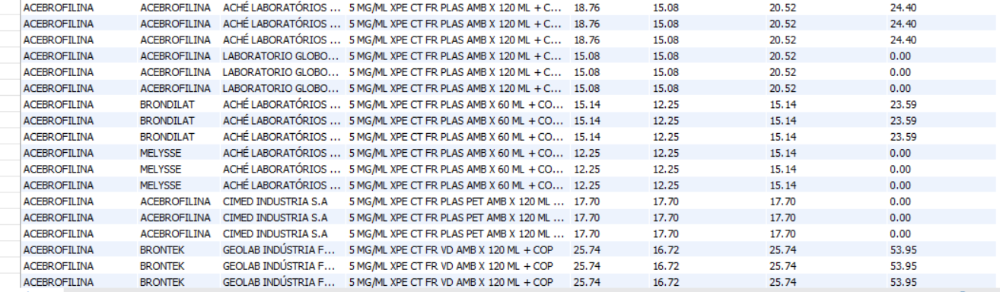 ACEBROFILINA ACEBROFILINA ACHÉ LABORATÓRIOS ... 5 MG/ML XPE CT FR PLAS AMB X 120 ML + C... 18.76 15.08 20.52 24.40
ACEBROFILINA ACEBROFILINA ACHÉ LABORATÓRIOS ... 5 MG/ML XPE CT FR PLAS AMB X 120 ML + C... 18.76 15.08 20.52 24.40
ACEBROFILINA ACEBROFILINA ACHÉ LABORATÓRIOS ... 5 MG/ML XPE CT FR PLAS AMB X 120 ML + C... 18.76 15.08 20.52 24.40
ACEBROFILINA ACEBROFILINA LABORATORIO GLOBO... 5 MG/ML XPE CT FR PLAS AMB X 120 ML + C... 15.08 15.08 20.52 0.00
ACEBROFILINA ACEBROFILINA LABORATORIO GLOBO... 5 MG/ML XPE CT FR PLAS AMB X 120 ML + C... 15.08 15.08 20.52 0.00
ACEBROFILINA ACEBROFILINA LABORATORIO GLOBO... 5 MG/ML XPE CT FR PLAS AMB X 120 ML + C... 15.08 15.08 20.52 0.00
ACEBROFILINA BRONDILAT ACHÉ LABORATÓRIOS ... 5 MG/ML XPE CT FR PLAS AMB X 60 ML + CO... 15.14 12.25 15.14 23.59
ACEBROFILINA BRONDILAT ACHÉ LABORATÓRIOS ... 5 MG/ML XPE CT FR PLAS AMB X 60 ML + CO... 15.14 12.25 15.14 23.59
ACEBROFILINA BRONDILAT ACHÉ LABORATÓRIOS ... 5 MG/ML XPE CT FR PLAS AMB X 60 ML + CO... 15.14 12.25 15.14 23.59
ACEBROFILINA MELYSSE ACHÉ LABORATÓRIOS ... 5 MG/ML XPE CT FR PLAS AMB X 60 ML + CO... 12.25 12.25 15.14 0.00
ACEBROFILINA MELYSSE ACHÉ LABORATÓRIOS ... 5 MG/ML XPE CT FR PLAS AMB X 60 ML + CO... 12.25 12.25 15.14 0.00
ACEBROFILINA MELYSSE ACHÉ LABORATÓRIOS ... 5 MG/ML XPE CT FR PLAS AMB X 60 ML + CO... 12.25 12.25 15.14 0.00
ACEBROFILINA ACEBROFILINA CIMED INDUSTRIA S.A 5 MG/ML XPE CT FR PLAS PET AMB X 120 ML ... 17.70 17.70 17.70 0.00
ACEBROFILINA ACEBROFILINA CIMED INDUSTRIA S.A 5 MG/ML XPE CT FR PLAS PET AMB X 120 ML ... 17.70 17.70 17.70 0.00
ACEBROFILINA ACEBROFILINA CIMED INDUSTRIA S.A 5 MG/ML XPE CT FR PLAS PET AMB X 120 ML ... 17.70 17.70 17.70 0.00
ACEBROFILINA BRONTEK GEOLAB INDÚSTRIA F... 5 MG/ML XPE CT FR VD AMB X 120 ML + COP 25.74 16.72 25.74 53.95
ACEBROFILINA BRONTEK GEOLAB INDÚSTRIA F... 5 MG/ML XPE CT FR VD AMB X 120 ML + COP 25.74 16.72 25.74 53.95
ACEBROFILINA BRONTEK GEOLAB INDÚSTRIA F... 5 MG/ML XPE CT FR VD AMB X 120 ML + COP 25.74 16.72 25.74 53.95